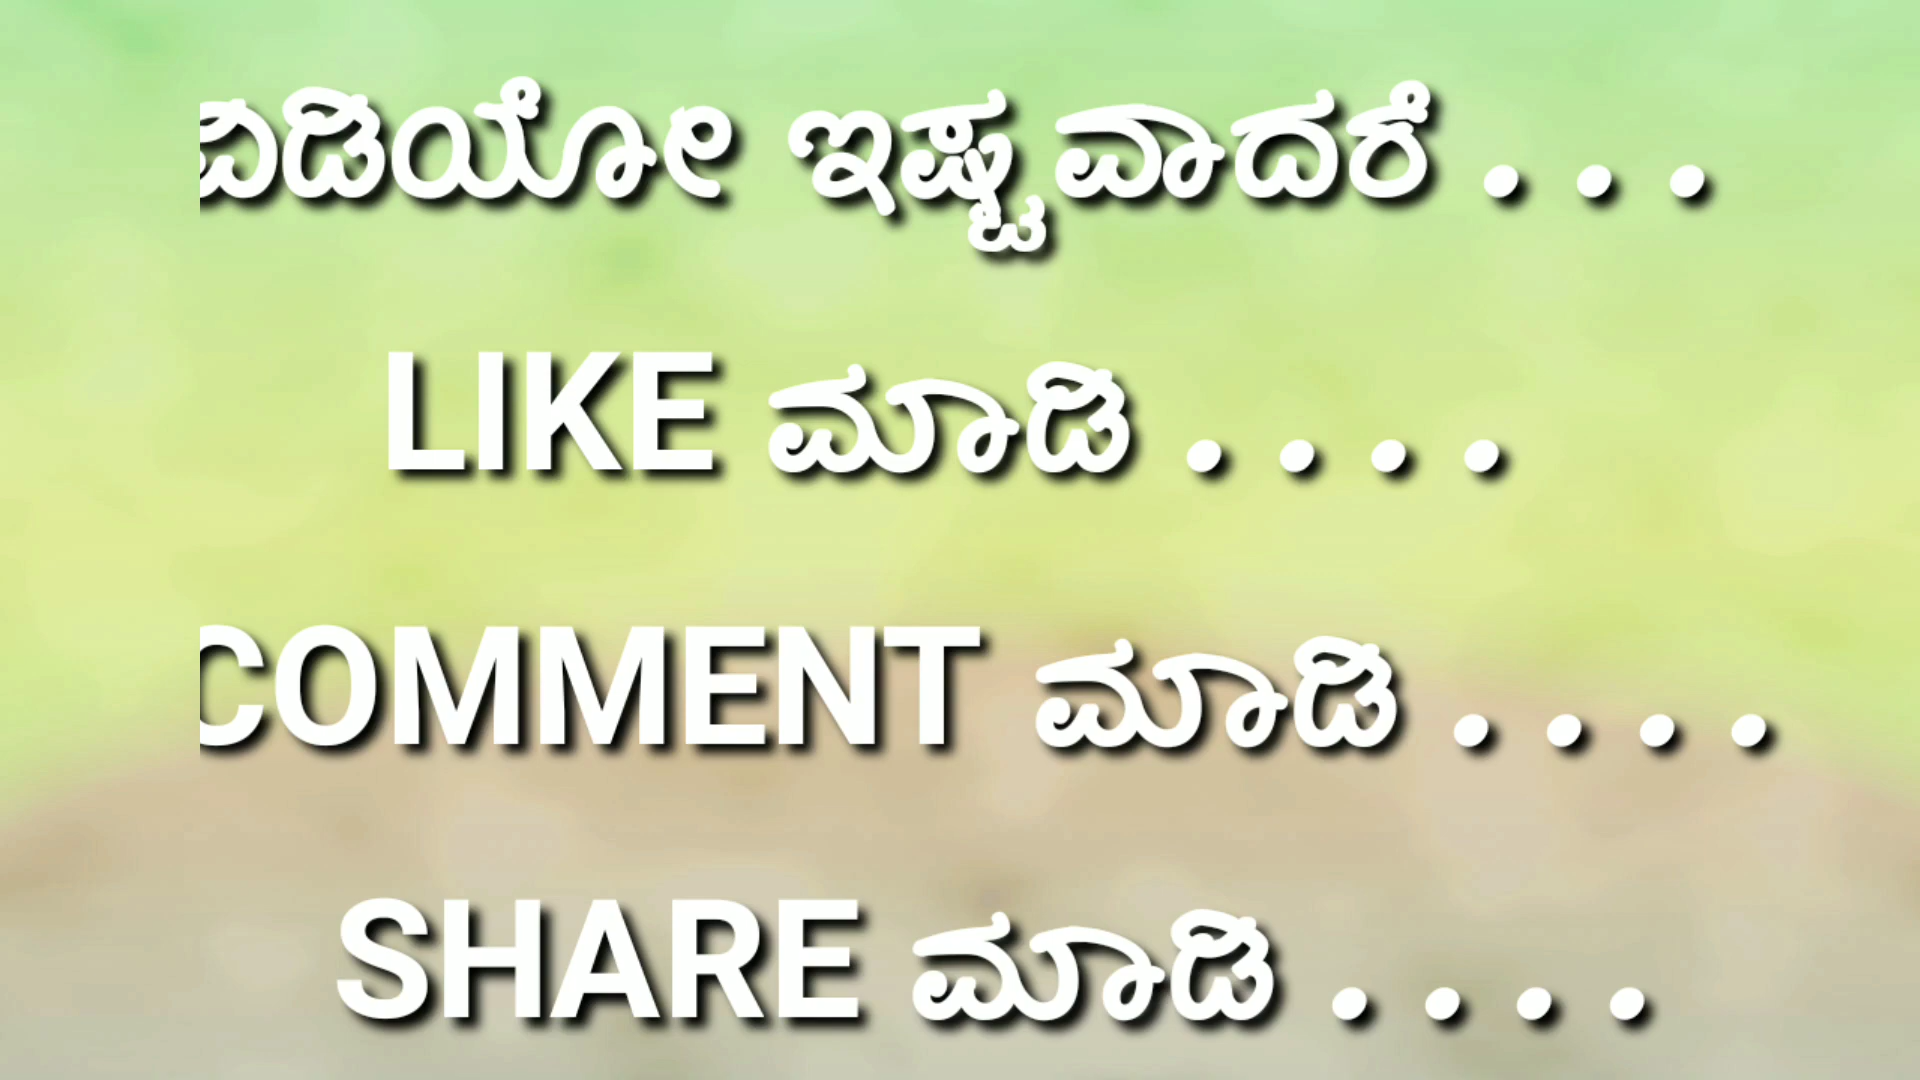 ವಿಡಿಯೋ ಇಷ್ಟವಾದರೆ . . .
LIKE ಮಾಡಿ . . . .
COMMENT ಮಾಡಿ . . . .
SHARE ಮಾಡಿ . . . .